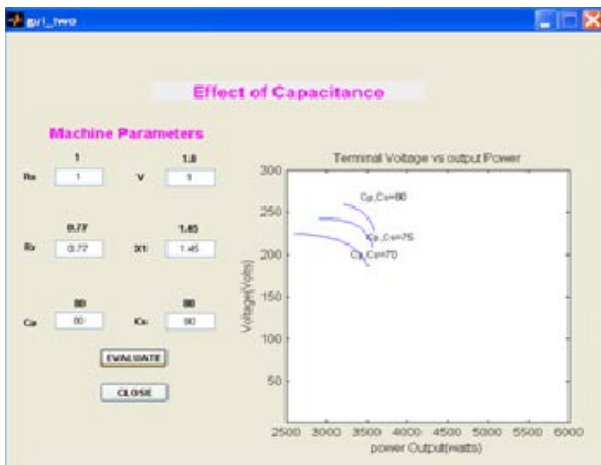 gui_two
Effect of Capacitance
Machine Parameters
1
1.0
Rs
1
V
1
0.77
1.45
Rr
0.77
X1
1.45
80
80
Cp
80
80
EVALUATE
CLOSE
Terminal Voltage vs output Power
Voltage(Volts)
300
250
200
150
100
50
Cp,Cs=80
Cp,Cs=75
Cp,Cs=70
2500 3000 3500 4000 4500 5000 5500 6000
power Output(watts)